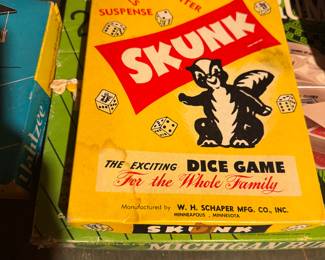 SUSPENSE
SKUNK
THE EXCITING DICE GAME
For the Whole Family
Manufactured by W. H. SCHAPER MFG. CO., INC.
MINNEAPOLIS, MINNESOTA
SKUNK
Yahtzee